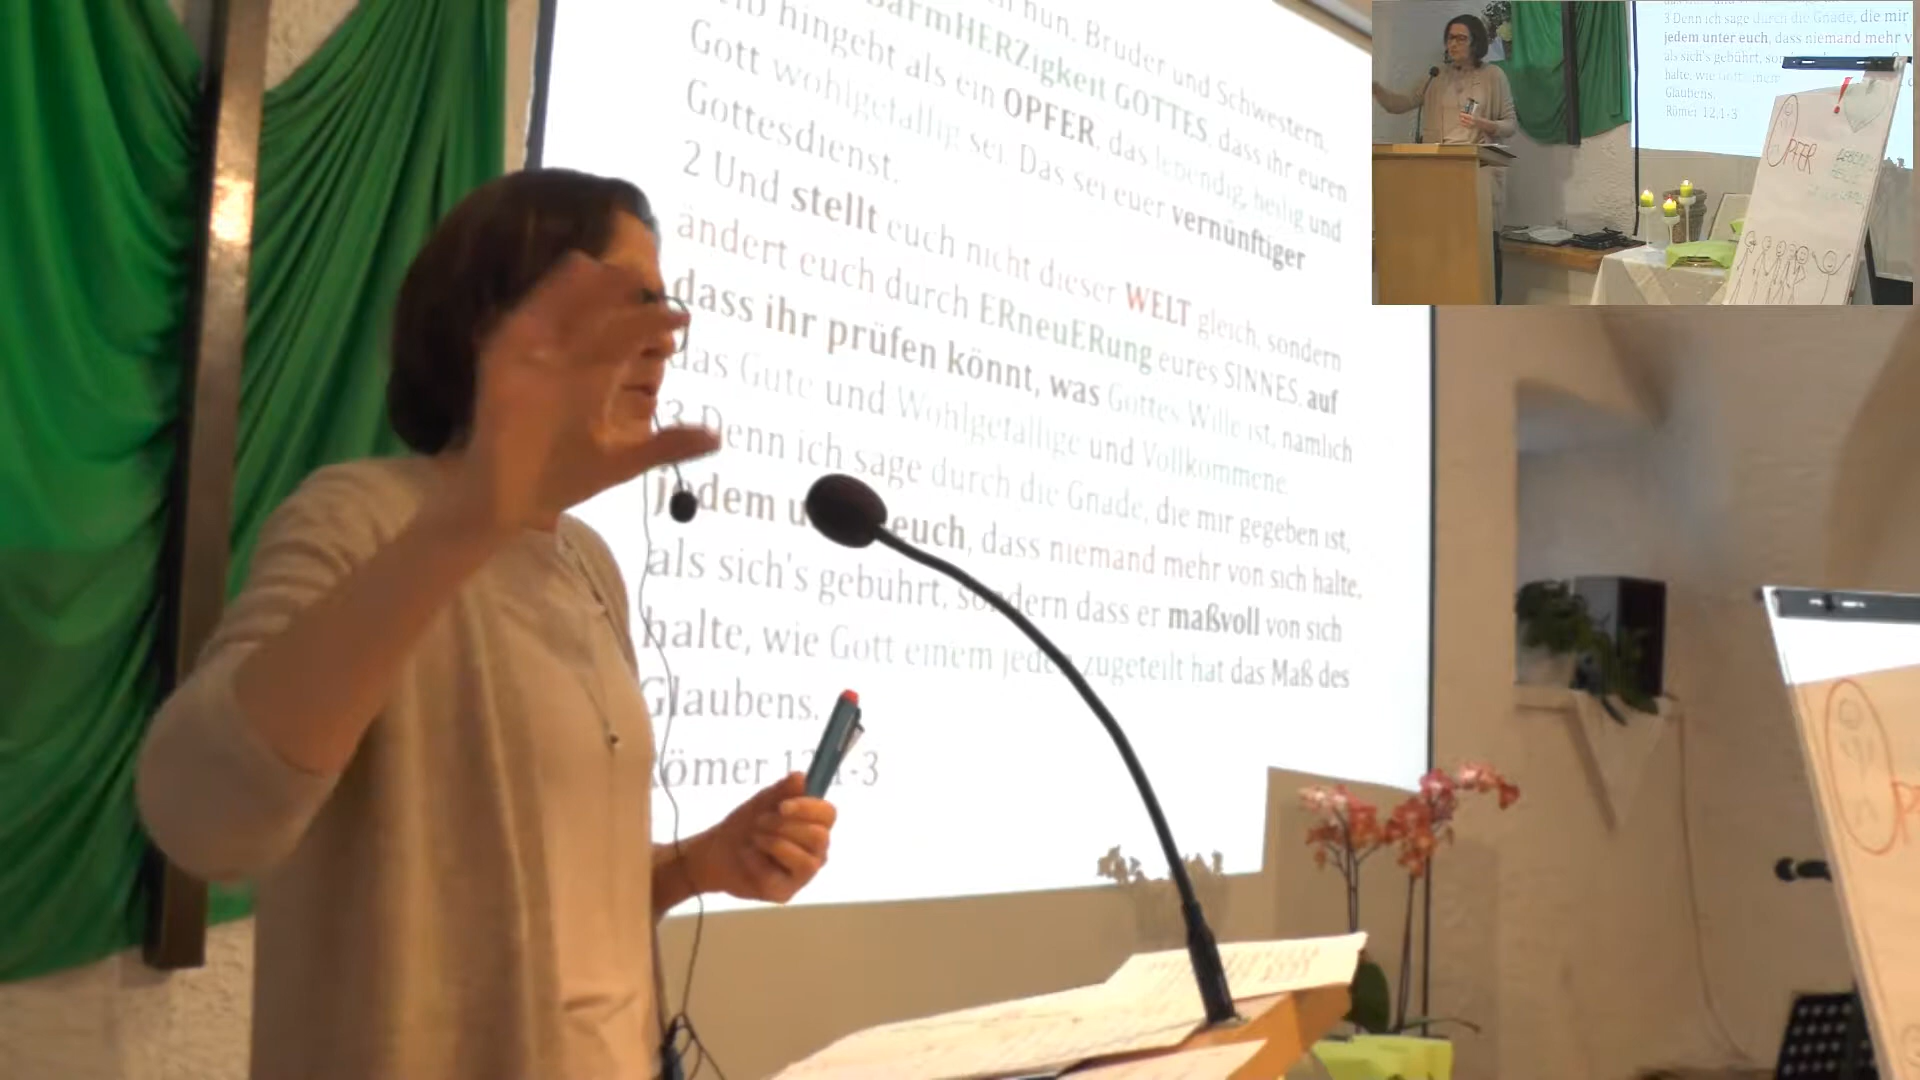 nun, Brüder und Schwestern,
BarmHERZigkeit GOTTES, dass ihr euren
hingebt als ein OPFER, das lebendig, heilig und
Gott wohlgefällig sei. Das sei euer vernünftiger
Gottesdienst.
2 Und stellt euch nicht dieser WELT gleich, sondern
ändert euch durch ERneuERung eures SINNES, auf
dass ihr prüfen könnt, was Gottes Wille ist, nämlich
das Gute und Wohlgefällige und Vollkommene.
3 Denn ich sage durch die Gnade, die mir gegeben ist,
jedem euch, dass niemand mehr von sich halte,
als sich's gebührt, sondern dass er maßvoll von sich
halte, wie Gott einem jeden zugeteilt hat das Maß des
Glaubens.
Römer 12,1-3
3 Denn ich sage durch die Gnade, die mir
jedem unter euch, dass niemand mehr v
als sich's gebührt, son
halte, wie Gott einem
Glaubens.
Römer 12,1-3
OPFER